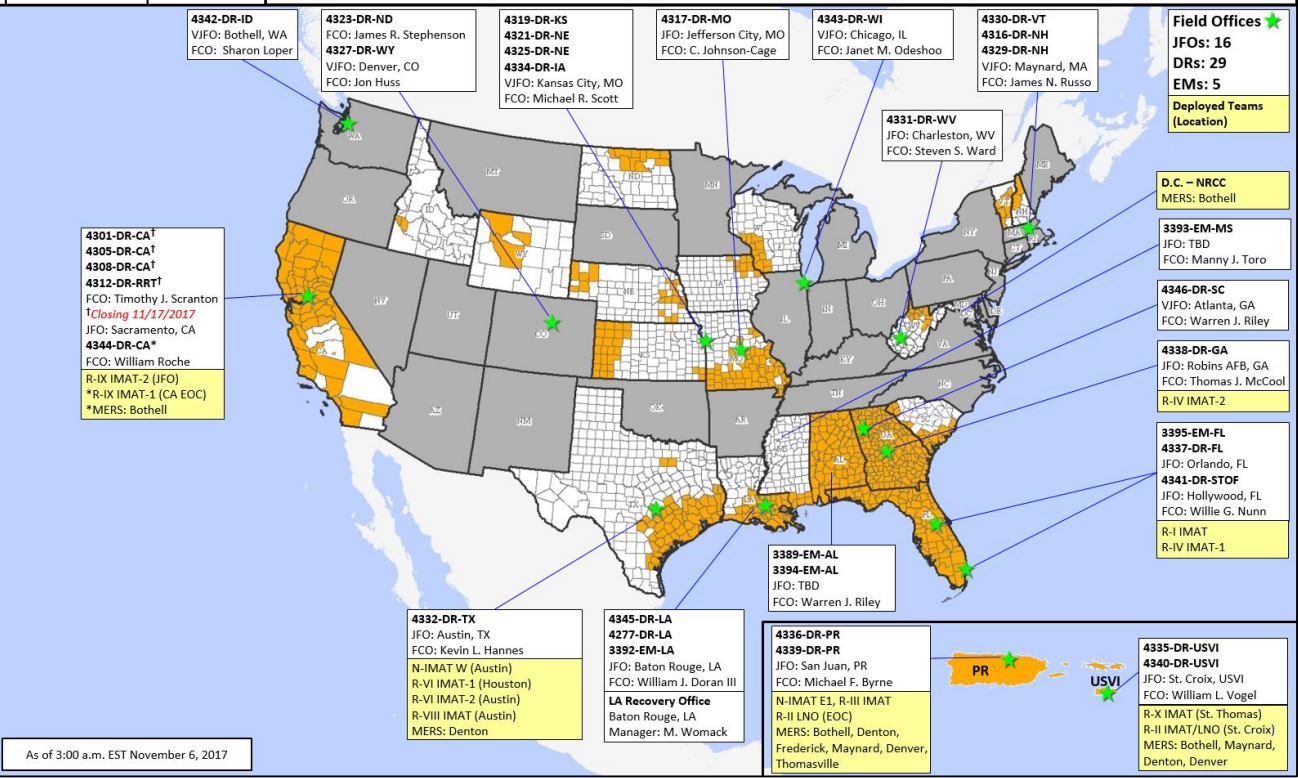 4342-DR-ID
VJFO: Bothell, WA
FCO: Sharon Loper
4323-DR-ND
FCO: James R. Stephenson
4327-DR-WY
VJFO: Denver, CO
FCO: Jon Huss
4319-DR-KS
4321-DR-NE
4325-DR-NE
4334-DR-IA
VJFO: Kansas City, MO
FCO: Michael R. Scott
4317-DR-MO
JFO: Jefferson City, MO
FCO: C. Johnson-Cage
4343-DR-WI
VJFO: Chicago, IL
FCO: Janet M. Odeshoo
4330-DR-VT
4316-DR-NH
4329-DR-NH
VJFO: Maynard, MA
FCO: James N. Russo
Field Offices
JFOs: 16
DRs: 29
EMs: 5
Deployed Teams
(Location)
4331-DR-WV
JFO: Charleston, WV
FCO: Steven S. Ward
D.C. – NRCC
MERS: Bothell
3393-EM-MS
JFO: TBD
FCO: Manny J. Toro
4346-DR-SC
VJFO: Atlanta, GA
FCO: Warren J. Riley
4338-DR-GA
JFO: Robins AFB, GA
FCO: Thomas J. McCool
R-IV IMAT-2
3395-EM-FL
4337-DR-FL
JFO: Orlando, FL
4341-DR-STOF
JFO: Hollywood, FL
FCO: Willie G. Nunn
R-I IMAT
R-IV IMAT-1
4301-DR-CA†
4305-DR-CA†
4308-DR-CA†
4312-DR-RRT†
FCO: Timothy J. Scranton
†Closing 11/17/2017
JFO: Sacramento, CA
4344-DR-CA*
FCO: William Roche
R-IX IMAT-2 (JFO)
*R-IX IMAT-1 (CA EOC)
*MERS: Bothell
WA
OR
ID
MT
ND
MN
SD
WY
WI
MI
NE
IA
NV
UT
CO
CA
KS
MO
IL
IN
OH
KY
WV
VA
PA
NY
VT
NH
ME
MA
CT
RI
NJ
MD
DC
DE
NC
TN
SC
AZ
NM
OK
AR
TX
LA
MS
AL
GA
FL
3389-EM-AL
3394-EM-AL
JFO: TBD
FCO: Warren J. Riley
4332-DR-TX
JFO: Austin, TX
FCO: Kevin L. Hannes
N-IMAT W (Austin)
R-VI IMAT-1 (Houston)
R-VI IMAT-2 (Austin)
R-VIII IMAT (Austin)
MERS: Denton
4345-DR-LA
4277-DR-LA
3392-EM-LA
JFO: Baton Rouge, LA
FCO: William J. Doran III
LA Recovery Office
Baton Rouge, LA
Manager: M. Womack
4336-DR-PR
4339-DR-PR
JFO: San Juan, PR
FCO: Michael F. Byrne
N-IMAT E1, R-III IMAT
R-II LNO (EOC)
MERS: Bothell, Denton,
Frederick, Maynard, Denver,
Thomasville
PR
USVI
4335-DR-USVI
4340-DR-USVI
JFO: St. Croix, USVI
FCO: William L. Vogel
R-X IMAT (St. Thomas)
R-II IMAT/LNO (St. Croix)
MERS: Bothell, Maynard,
Denton, Denver
As of 3:00 a.m. EST November 6, 2017